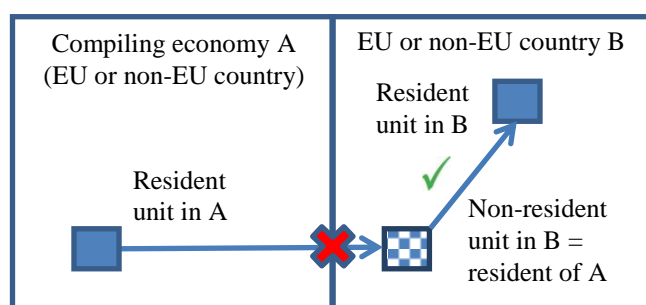 Compiling economy A
(EU or non-EU country)
EU or non-EU country B
Resident
unit in B
Resident
unit in A
Non-resident
unit in B =
resident of A